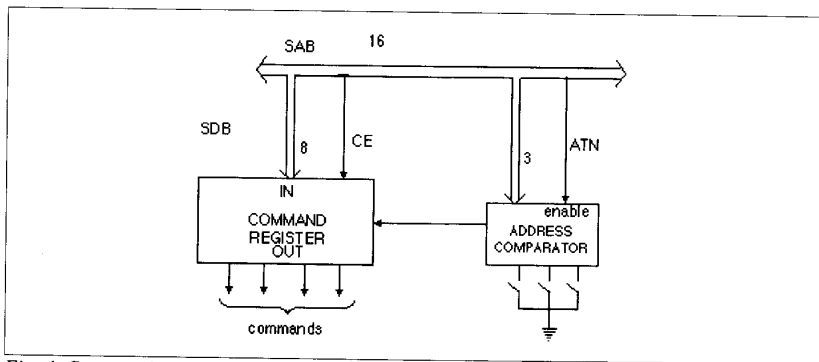 SAB
16
SDB
8
CE
3
ATN
IN
COMMAND
REGISTER
OUT
enable
ADDRESS
COMPARATOR
commands